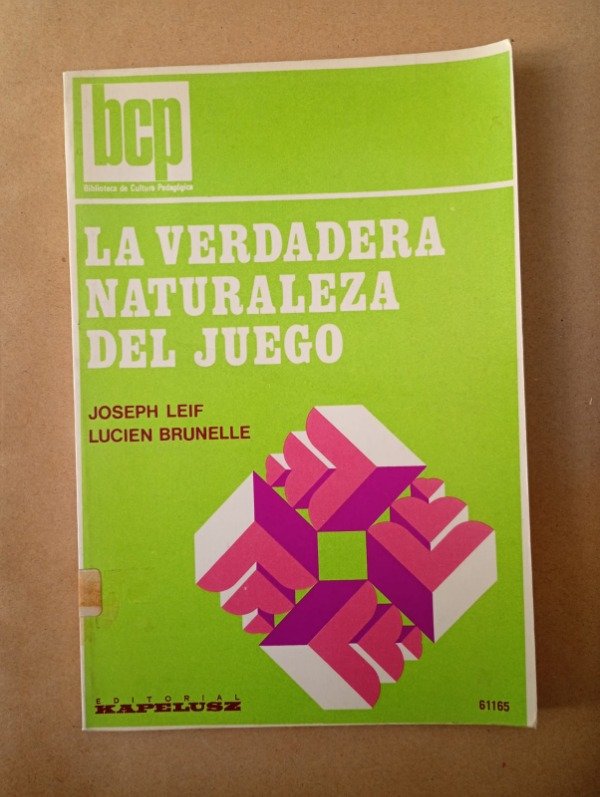 bcp
Biblioteca de Cultura Pedagógica
LA VERDADERA
NATURALEZA
DEL JUEGO
JOSEPH LEIF
LUCIEN BRUNELLE
EDITORIAL
KAPELUSZ
61165